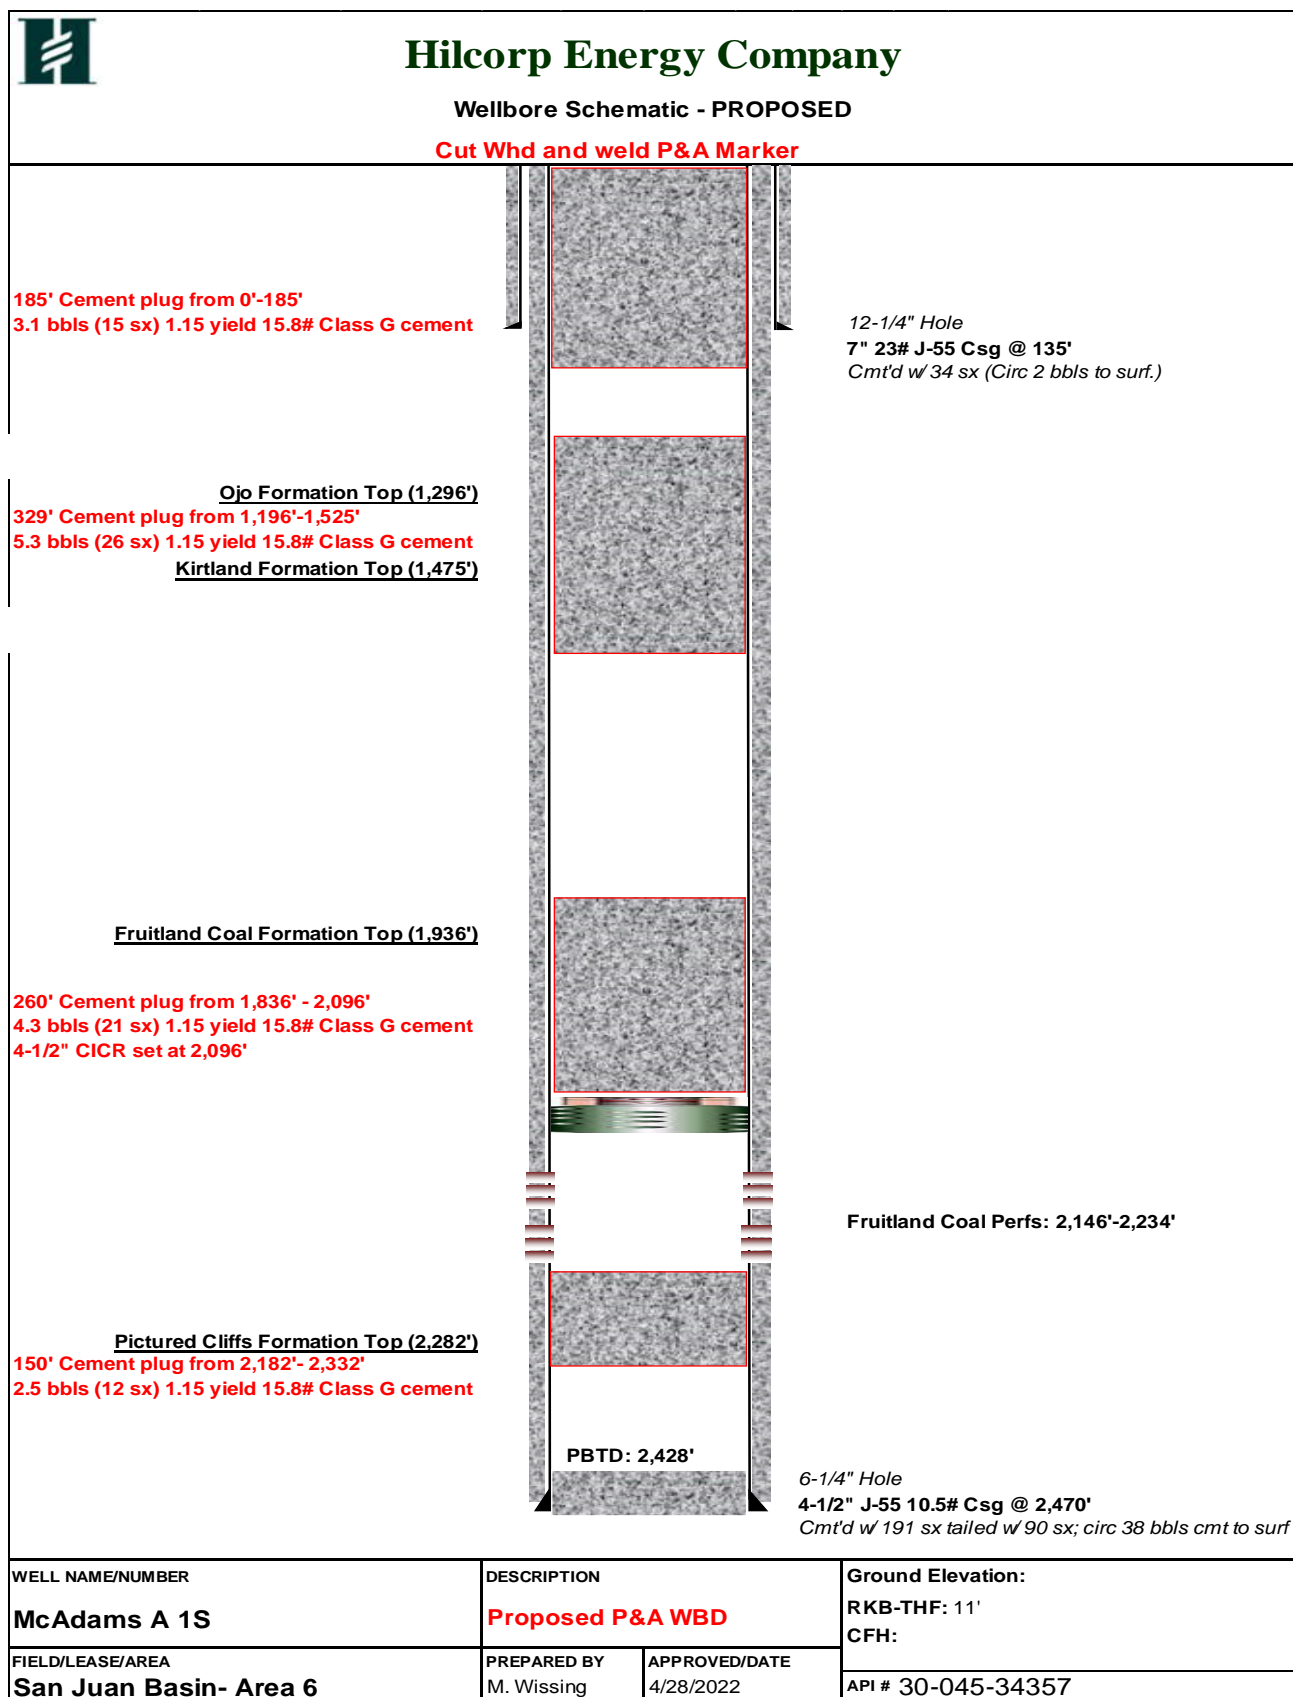 Hilcorp Energy Company
Wellbore Schematic - PROPOSED
Cut Whd and weld P&A Marker
185' Cement plug from 0'-185'
3.1 bbls (15 sx) 1.15 yield 15.8# Class G cement
12-1/4" Hole
7" 23# J-55 Csg @ 135'
Cmt'd w/ 34 sx (Circ 2 bbls to surf.)
Ojo Formation Top (1,296')
329' Cement plug from 1,196'-1,525'
5.3 bbls (26 sx) 1.15 yield 15.8# Class G cement
Kirtland Formation Top (1,475')
Fruitland Coal Formation Top (1,936')
260' Cement plug from 1,836' - 2,096'
4.3 bbls (21 sx) 1.15 yield 15.8# Class G cement
4-1/2" CICR set at 2,096'
Fruitland Coal Perfs: 2,146'-2,234'
Pictured Cliffs Formation Top (2,282')
150' Cement plug from 2,182'- 2,332'
2.5 bbls (12 sx) 1.15 yield 15.8# Class G cement
PBTD: 2,428'
6-1/4" Hole
4-1/2" J-55 10.5# Csg @ 2,470'
Cmt'd w/ 191 sx tailed w/ 90 sx; circ 38 bbls cmt to surf
WELL NAME/NUMBER
McAdams A 1S
DESCRIPTION
Proposed P&A WBD
Ground Elevation:
RKB-THF: 11'
CFH:
FIELD/LEASE/AREA
San Juan Basin- Area 6
PREPARED BY
M. Wissing
APPROVED/DATE
4/28/2022
API # 30-045-34357